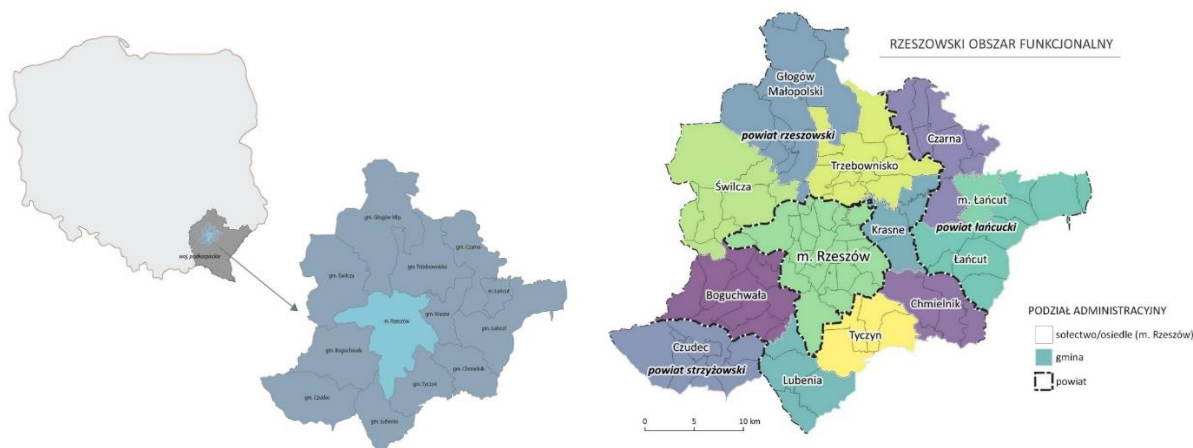 woj. podkarpackie
gm. Głogów Młp.
gm. Czarna
gm. Trzebownisko
gm. Świlcza
m. Łańcut
gm. Krasne
m. Rzeszów
gm. Łańcut
gm. Boguchwała
gm. Chmielnik
gm. Tyczyn
gm. Czudec
gm. Lubenia
RZESZOWSKI OBSZAR FUNKCJONALNY
Głogów
Małopolski
powiat rzeszowski
Czarna
Trzebownisko
Świlcza
m. Łańcut
Krasne
powiat łańcucki
m. Rzeszów
Łańcut
Boguchwała
Chmielnik
Tyczyn
Czudec
powiat strzyżowski
Lubenia
PODZIAŁ ADMINISTRACYJNY
sołectwo/osiedle (m. Rzeszów)
gmina
powiat
0 5 10 km